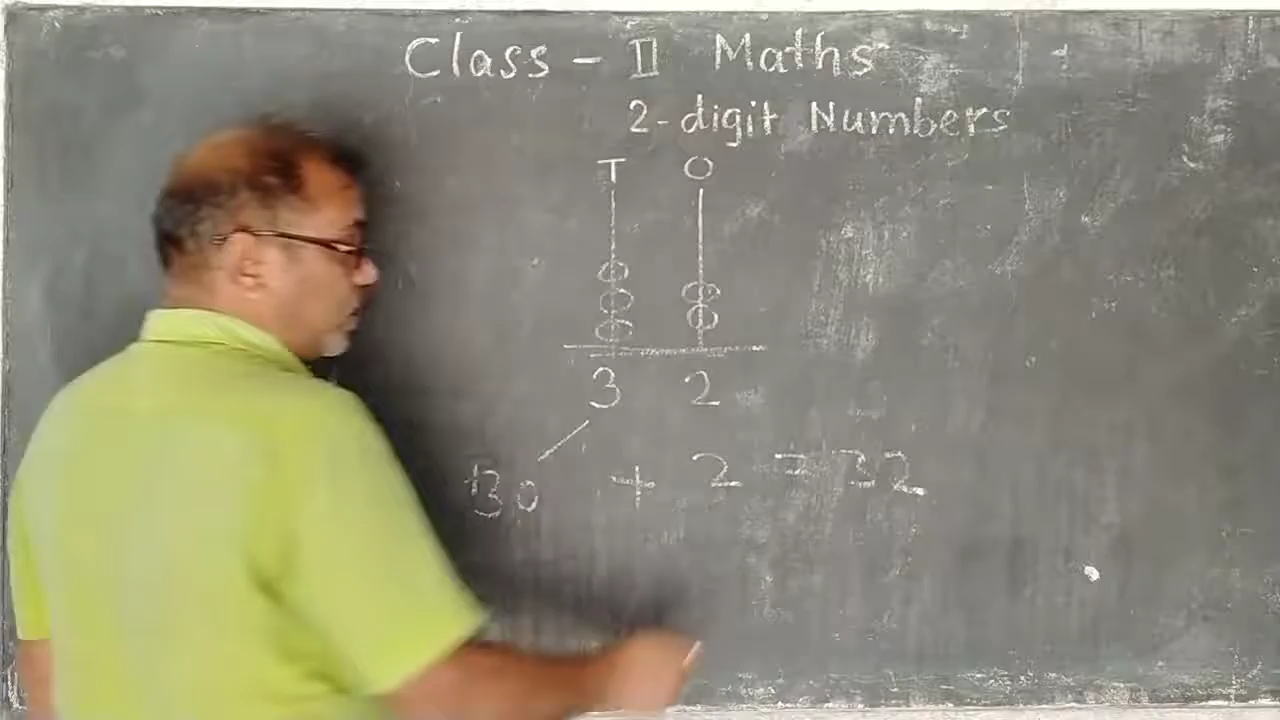 Class - II Maths
2-digit Numbers
T O
3 2
30 + 2 = 32